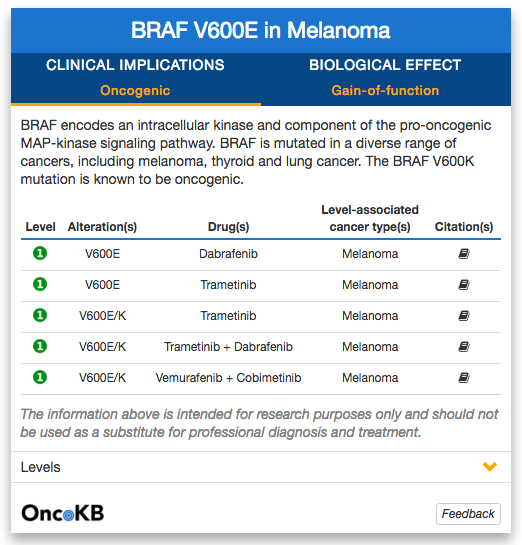 BRAF V600E in Melanoma
CLINICAL IMPLICATIONS BIOLOGICAL EFFECT
Oncogenic Gain-of-function
BRAF encodes an intracellular kinase and component of the pro-oncogenic
MAP-kinase signaling pathway. BRAF is mutated in a diverse range of
cancers, including melanoma, thyroid and lung cancer. The BRAF V600K
mutation is known to be oncogenic.
Level Alteration(s) Drug(s) Level-associated cancer type(s) Citation(s)
1 V600E Dabrafenib Melanoma
1 V600E Trametinib Melanoma
1 V600E/K Trametinib Melanoma
1 V600E/K Trametinib + Dabrafenib Melanoma
1 V600E/K Vemurafenib + Cobimetinib Melanoma
The information above is intended for research purposes only and should not
be used as a substitute for professional diagnosis and treatment.
Levels
OncoKB Feedback